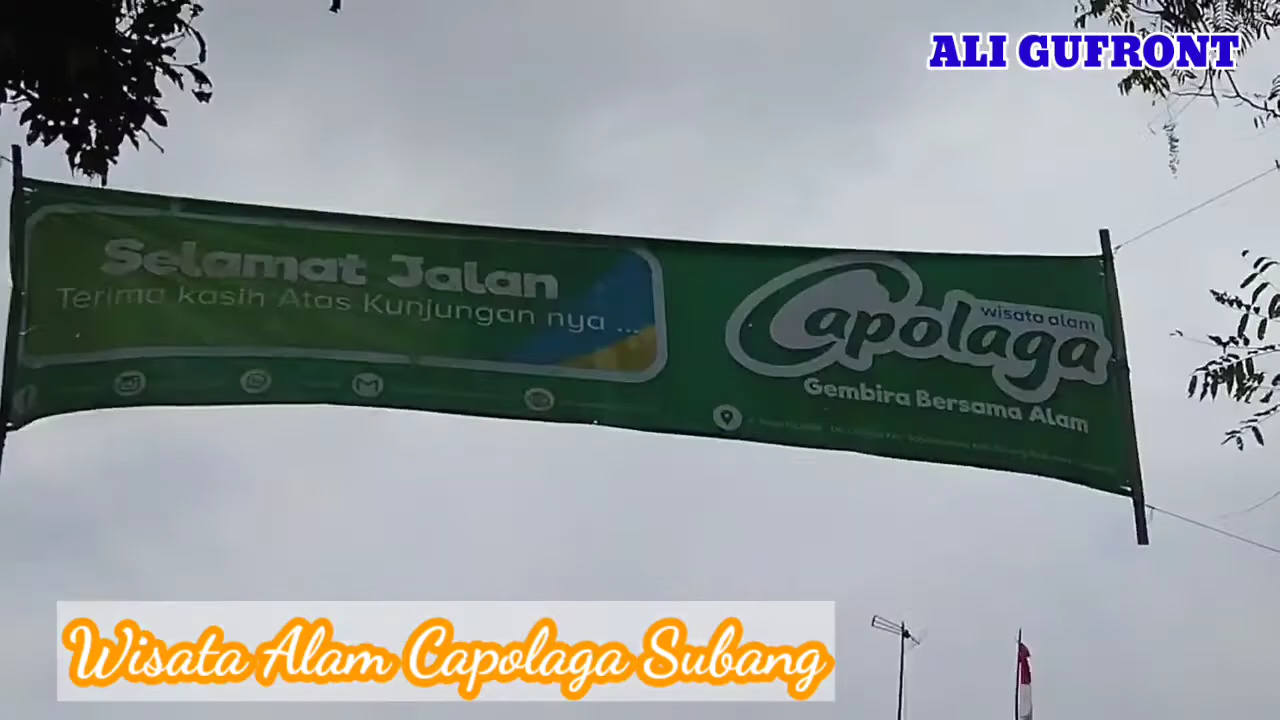 ALI GUFRONT
Selamat Jalan
Terima kasih Atas Kunjungan nya ...
Capolaga
wisata alam
Gembira Bersama Alam
Wisata Alam Capolaga Subang